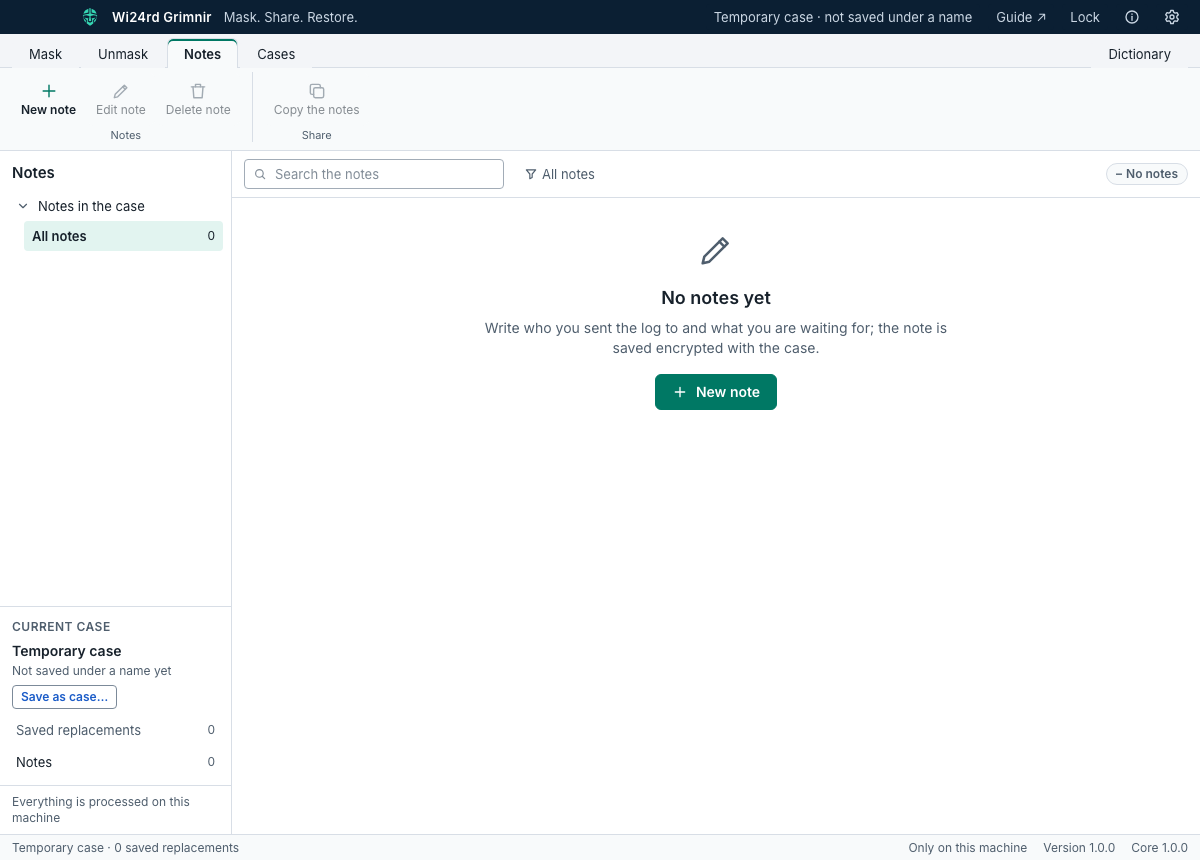 Wi24rd Grimnir Mask. Share. Restore. Temporary case · not saved under a name Guide ↗ Lock
Mask Unmask Notes Cases Dictionary
New note Edit note Delete note Copy the notes
Notes Share
Notes
Notes in the case
All notes 0
Search the notes All notes – No notes
No notes yet
Write who you sent the log to and what you are waiting for; the note is
saved encrypted with the case.
+ New note
CURRENT CASE
Temporary case
Not saved under a name yet
Save as case...
Saved replacements 0
Notes 0
Everything is processed on this
machine
Temporary case · 0 saved replacements Only on this machine Version 1.0.0 Core 1.0.0